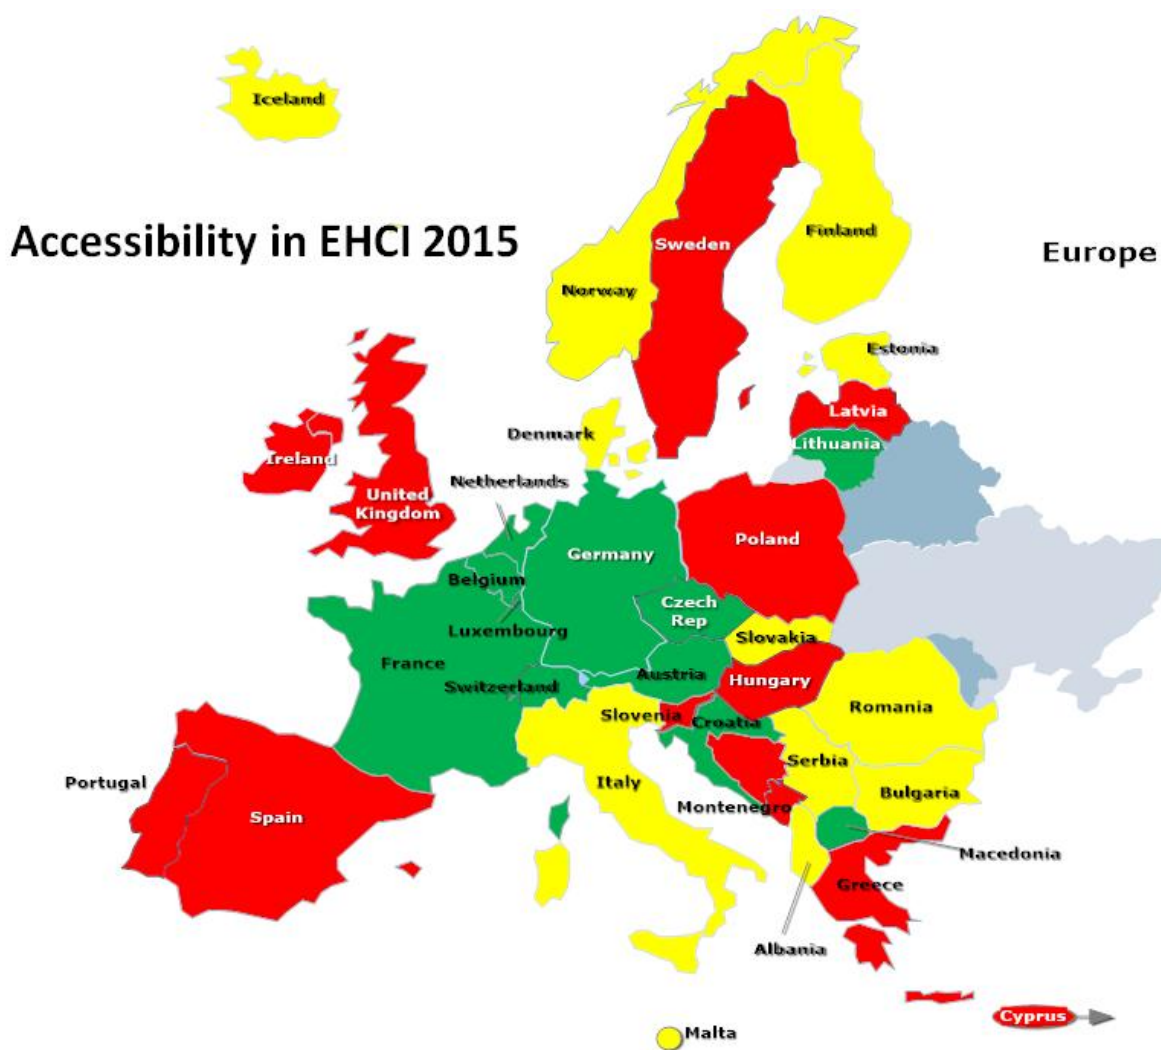 Iceland
Accessibility in EHCI 2015
Europe
Sweden
Finland
Norway
Estonia
Latvia
Denmark
Lithuania
Ireland
Netherlands
United
Kingdom
Poland
Germany
Belgium
Czech
Rep
Luxembourg
Slovakia
France
Austria
Switzerland
Hungary
Slovenia
Croatia
Romania
Serbia
Portugal
Italy
Bulgaria
Spain
Montenegro
Macedonia
Greece
Albania
Cyprus
Malta